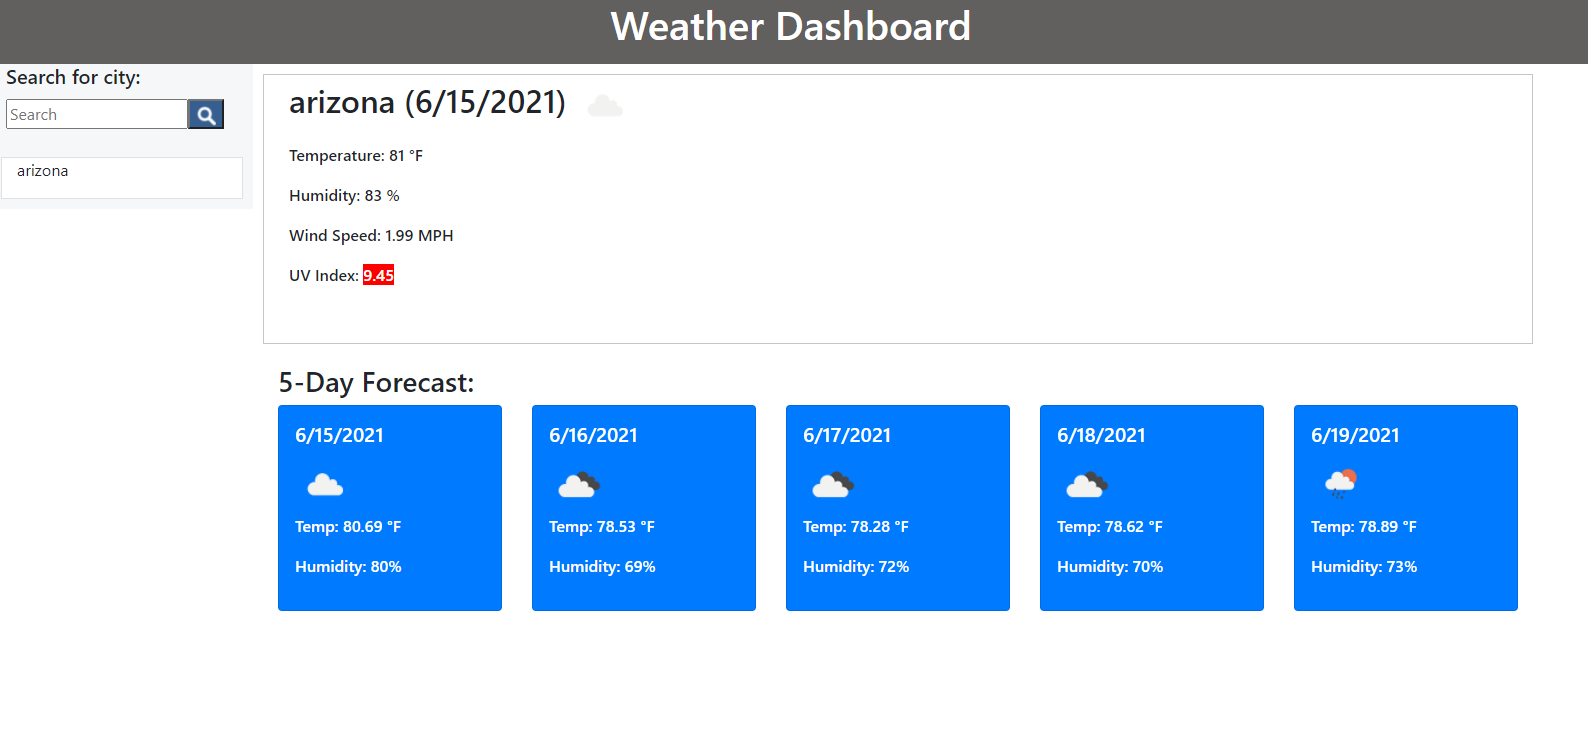 Weather Dashboard
Search for city:
Search
arizona
arizona (6/15/2021)
Temperature: 81 °F
Humidity: 83 %
Wind Speed: 1.99 MPH
UV Index: 9.45
5-Day Forecast:
6/15/2021
Temp: 80.69 °F
Humidity: 80%
6/16/2021
Temp: 78.53 °F
Humidity: 69%
6/17/2021
Temp: 78.28 °F
Humidity: 72%
6/18/2021
Temp: 78.62 °F
Humidity: 70%
6/19/2021
Temp: 78.89 °F
Humidity: 73%